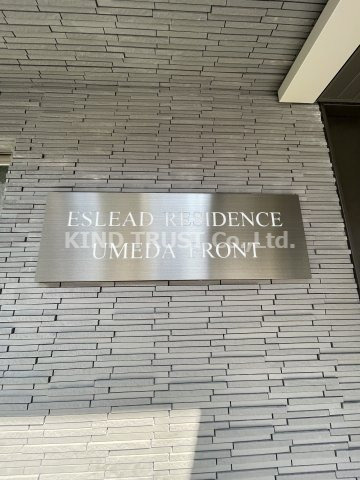 ESLEAD RESIDENCE
KIND TRUST Co., Ltd.
UMEDA FRONT